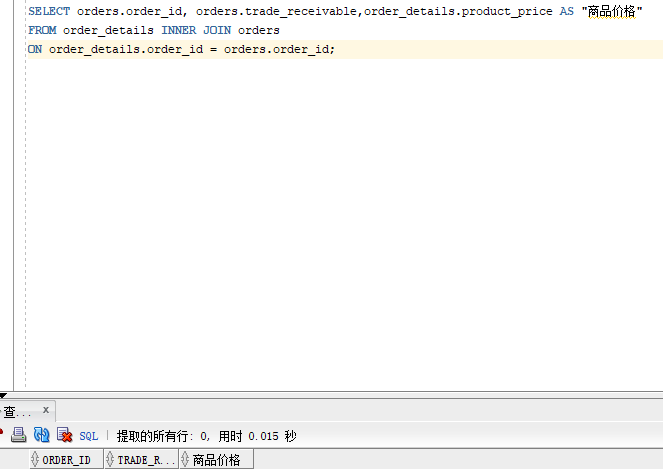 SELECT orders.order_id, orders.trade_receivable,order_details.product_price AS "商品价格"
FROM order_details INNER JOIN orders
ON order_details.order_id = orders.order_id;
查... x
SQL | 提取的所有行: 0, 用时 0.015 秒
ORDER_ID TRADE_R... 商品价格